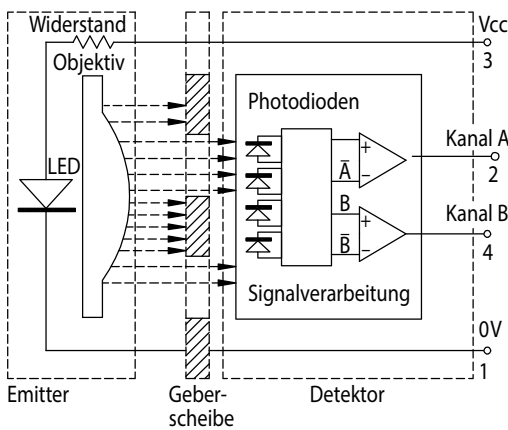 Widerstand
Vcc
3
Objektiv
Photodioden
Kanal A
2
LED
+
Ā
−
B
+
B̄
−
Kanal B
4
Signalverarbeitung
0V
1
Emitter
Geber-
scheibe
Detektor